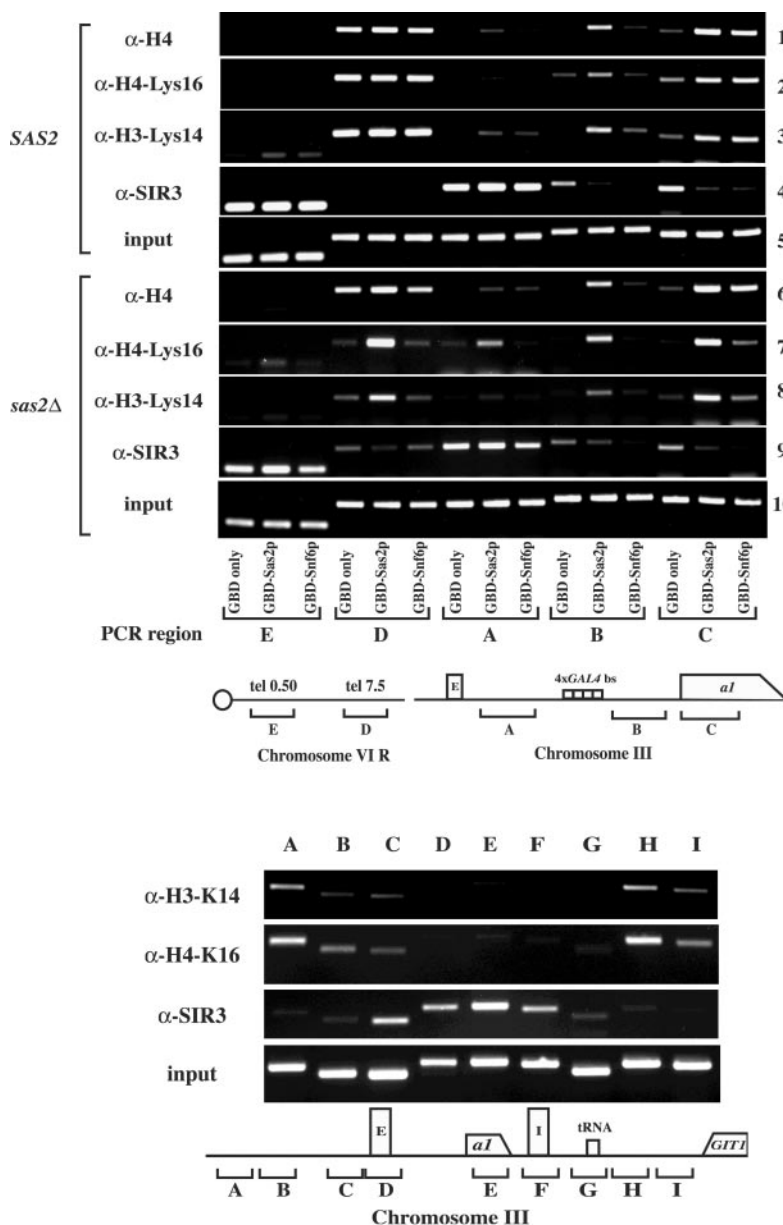 SAS2
α-H4
1
α-H4-Lys16
2
α-H3-Lys14
3
α-SIR3
4
input
5
sas2Δ
α-H4
6
α-H4-Lys16
7
α-H3-Lys14
8
α-SIR3
9
input
10
GBD only GBD-Sas2p GBD-Snf6p GBD only GBD-Sas2p GBD-Snf6p GBD only GBD-Sas2p GBD-Snf6p GBD only GBD-Sas2p GBD-Snf6p GBD only GBD-Sas2p GBD-Snf6p
PCR region E D A B C
tel 0.50 tel 7.5 E 4xGAL4 bs a1
E D A B C
Chromosome VI R Chromosome III
A B C D E F G H I
α-H3-K14
α-H4-K16
α-SIR3
input
E a1 I tRNA GIT1
A B C D E F G H I
Chromosome III